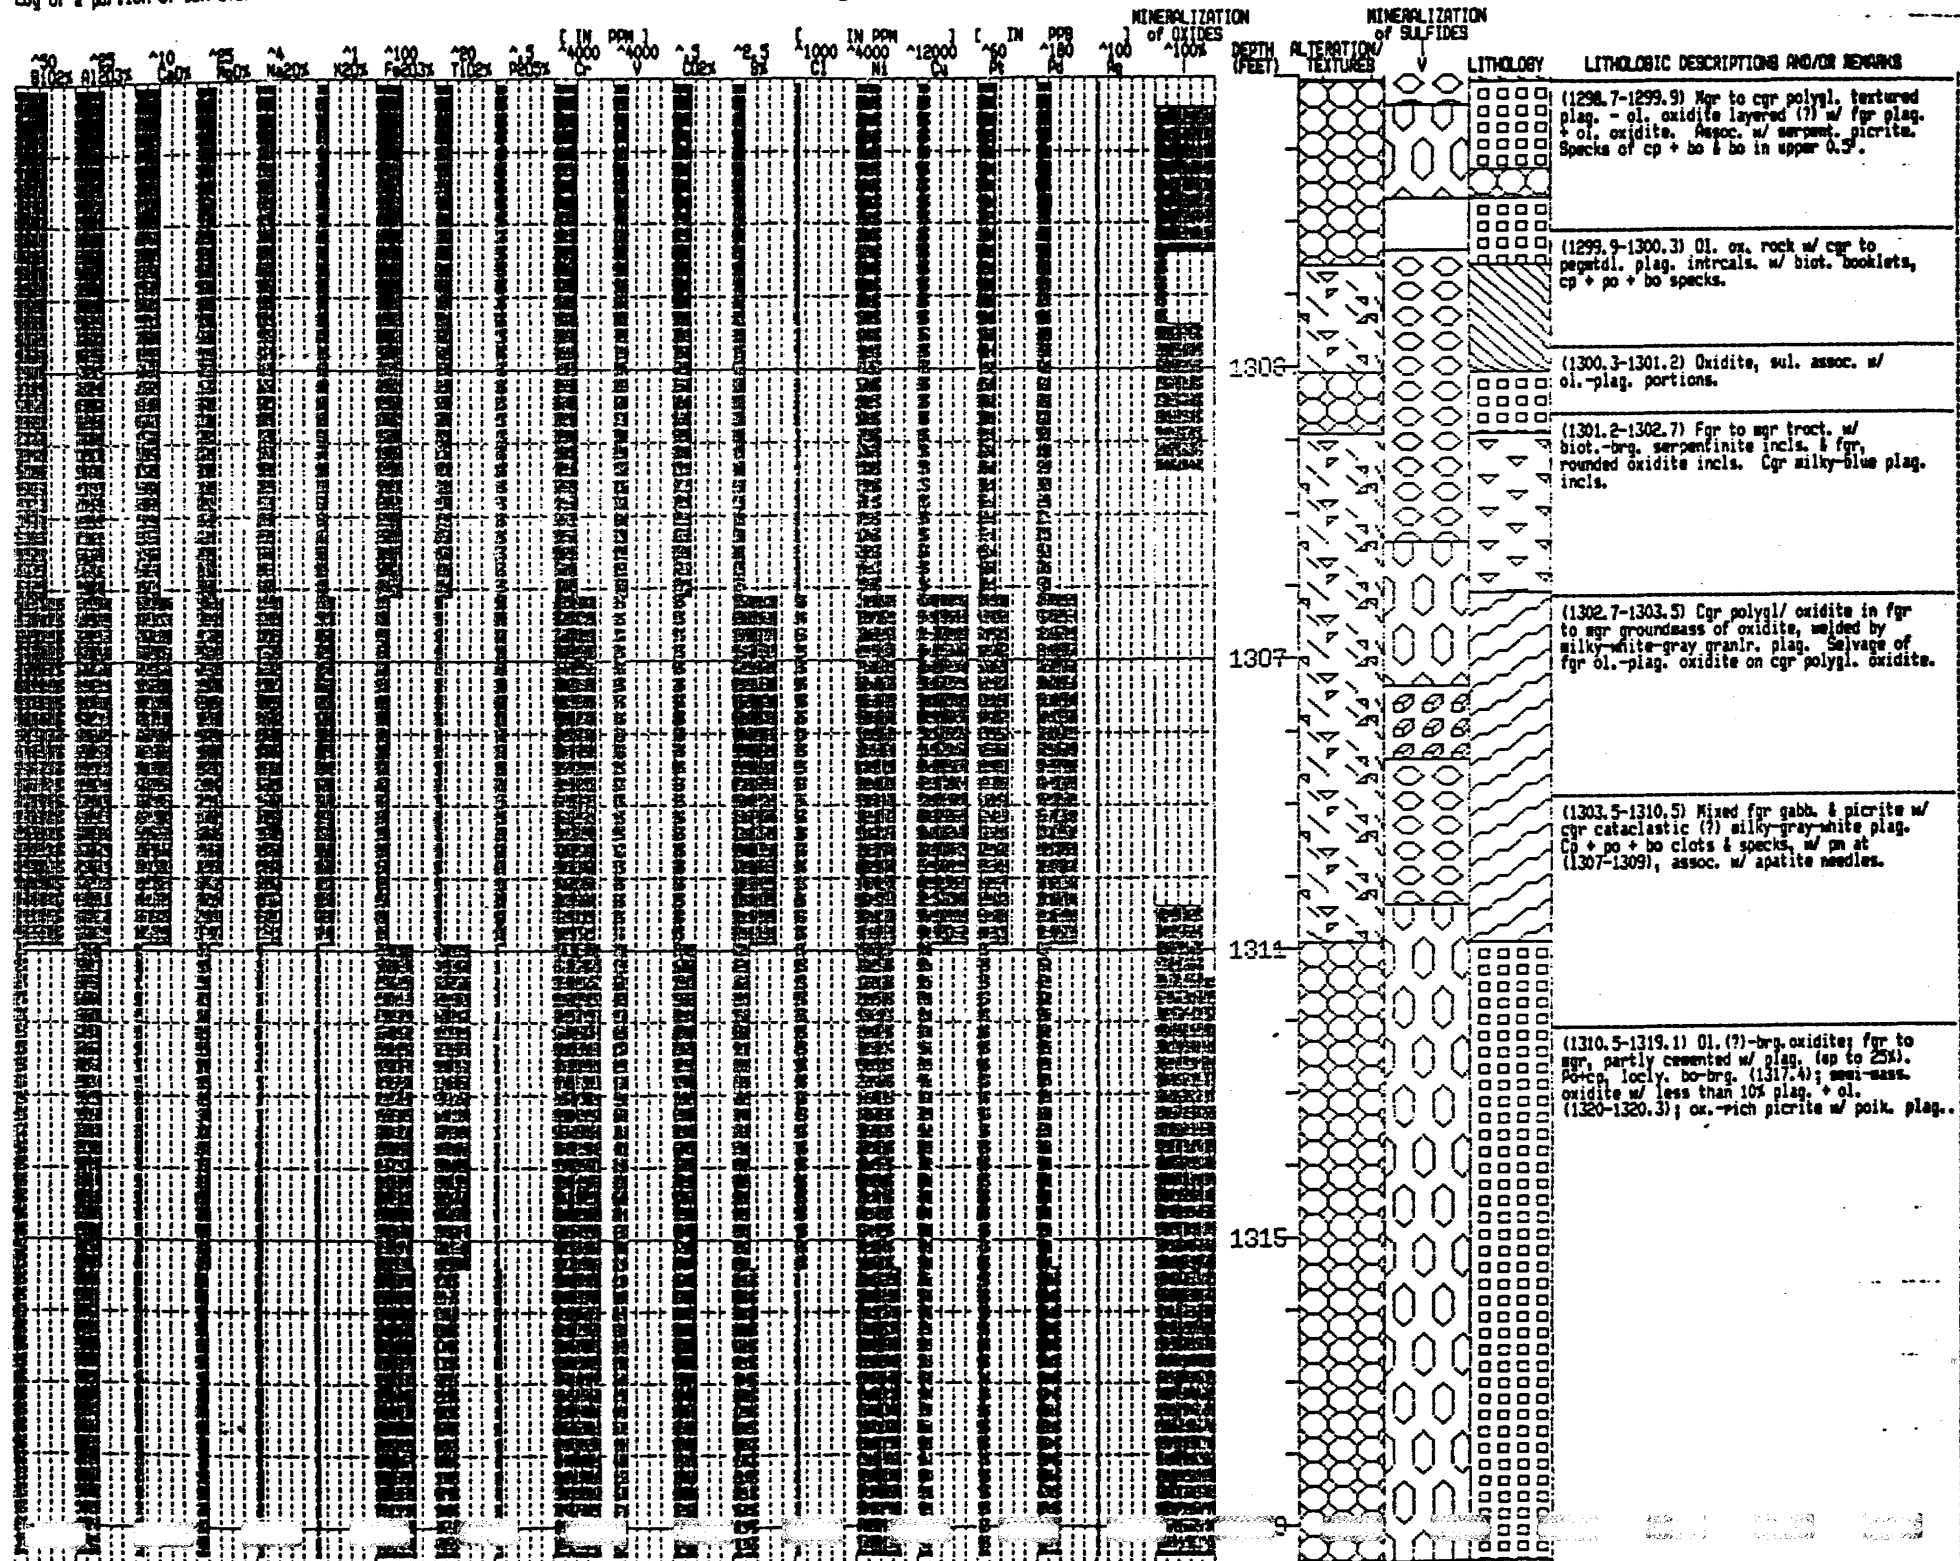 MINERALIZATION
of OXIDES
MINERALIZATION
of SULFIDES
[ IN PPM ]
[ IN PPM ]
[ IN PPB ]
^50 ^25 ^10 ^25 ^4 ^1 ^100 ^20 ^.5 ^4000 ^4000 ^.5 ^2.5 ^1000 ^4000 ^12000 ^60 ^180 ^100 ^100%
SiO2% Al2O3% CaO% MgO% Na2O% K2O% Fe2O3% TiO2% P2O5% Cr V CO2% S% Cl Ni Cu Pt Pd
DEPTH
(FEET)
ALTERATION/
TEXTURES
V
LITHOLOGY
LITHOLOGIC DESCRIPTIONS AND/OR REMARKS
(1298.7-1299.9) Mgr to cgr polygl. textured
plag. - ol. oxidite layered (?) w/ fgr plag.
+ ol. oxidite. Assoc. w/ serpent. picrite.
Specks of cp + bo & bo in upper 0.5'.
(1299.9-1300.3) Ol. ox. rock w/ cgr to
pegmtdl. plag. intrcals. w/ biot. booklets,
cp + po + bo specks.
(1300.3-1301.2) Oxidite, sul. assoc. w/
ol.-plag. portions.
(1301.2-1302.7) Fgr to mgr troct. w/
biot.-brg. serpentinite incls. & fgr,
rounded oxidite incls. Cgr milky-blue plag.
incls.
(1302.7-1303.5) Cgr polygl/ oxidite in fgr
to mgr groundmass of oxidite, welded by
milky-white-gray granlr. plag. Selvage of
fgr ol.-plag. oxidite on cgr polygl. oxidite.
(1303.5-1310.5) Mixed fgr gabb. & picrite w/
cgr cataclastic (?) milky-gray-white plag.
Cp + po + bo clots & specks, w/ pn at
(1307-1309), assoc. w/ apatite needles.
(1310.5-1319.1) Ol.(?)-brg.oxidite; fgr to
mgr, partly cemented w/ plag. (up to 25%).
Po+cp, locly. bo-brg. (1317.4); semi-mass.
oxidite w/ less than 10% plag. + ol.
(1320-1320.3); ox.-rich picrite w/ poik. plag..
1307
1311
1315